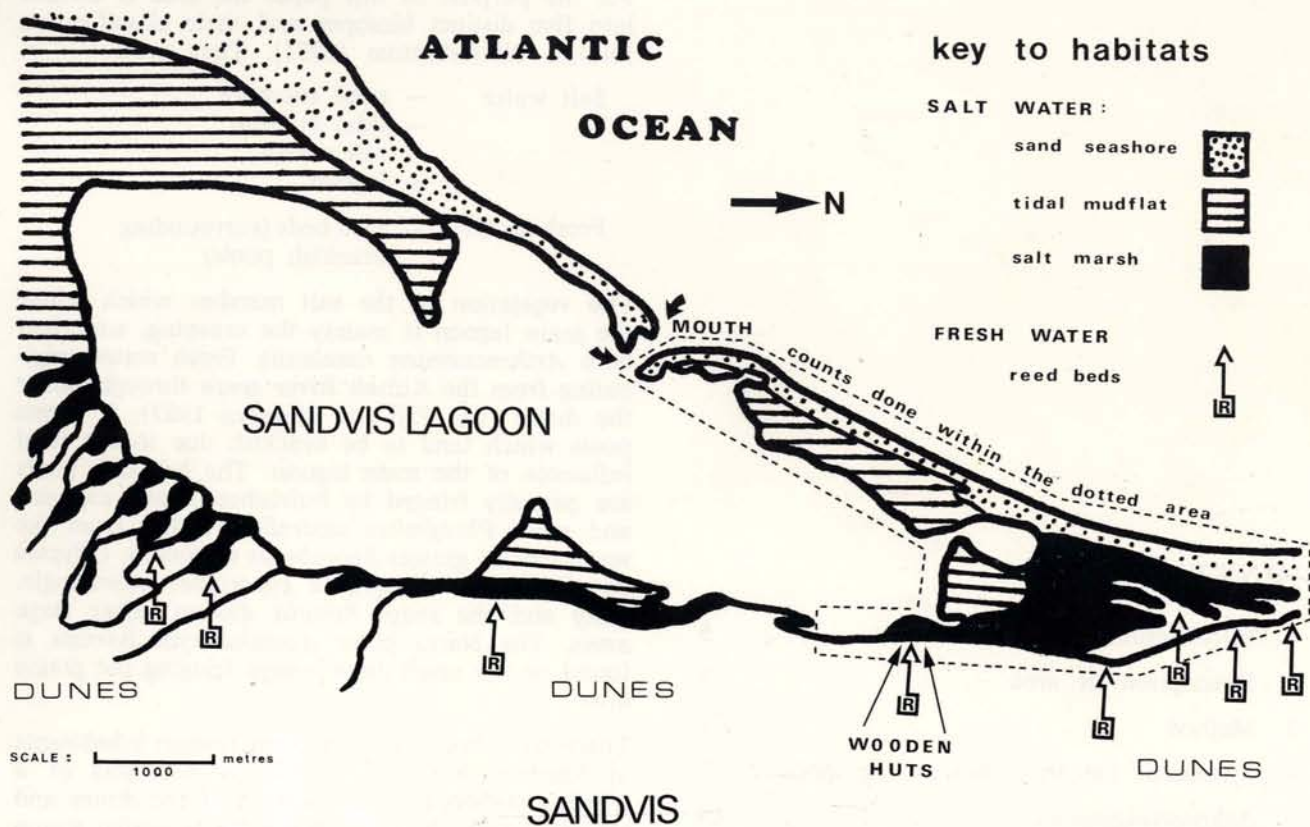 ATLANTIC
OCEAN
key to habitats
SALT WATER :
sand seashore
tidal mudflat
salt marsh
FRESH WATER
reed beds
R
N
MOUTH
counts done within the dotted area
SANDVIS LAGOON
R
R
R
R
R
R
R
R
DUNES
DUNES
DUNES
WOODEN
HUTS
SCALE : metres
1000
SANDVIS